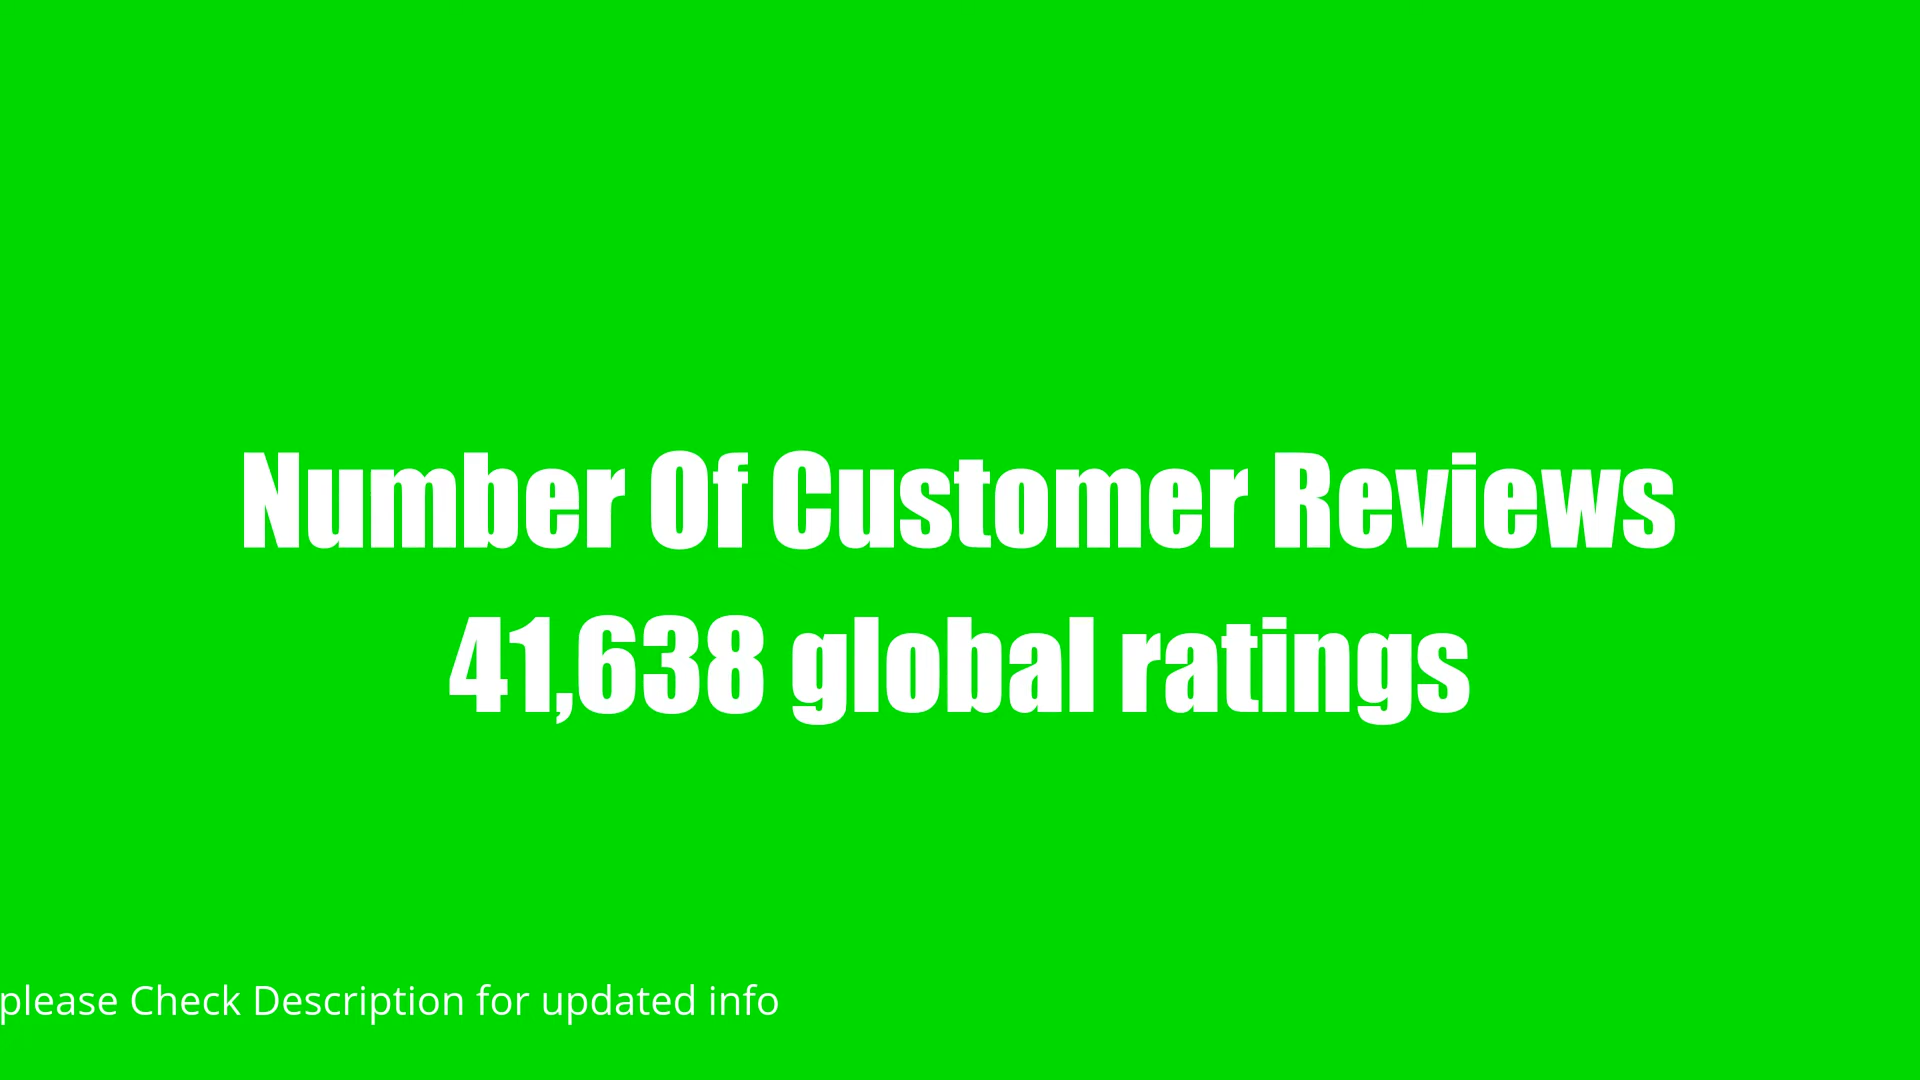 Number Of Customer Reviews
41,638 global ratings
please Check Description for updated info